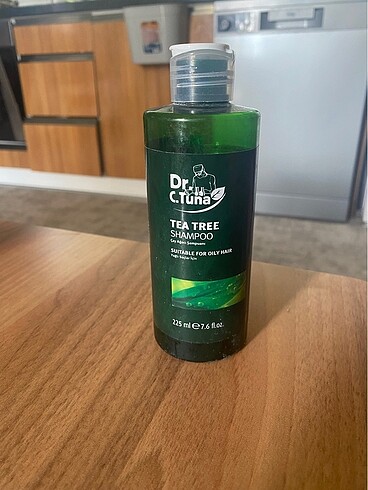 Dr.
C.Tuna
TEA TREE
SHAMPOO
Çay Ağacı Şampuanı
SUITABLE FOR OILY HAIR
Yağlı Saçlar İçin
225 ml ℮ 7.6 fl.oz.